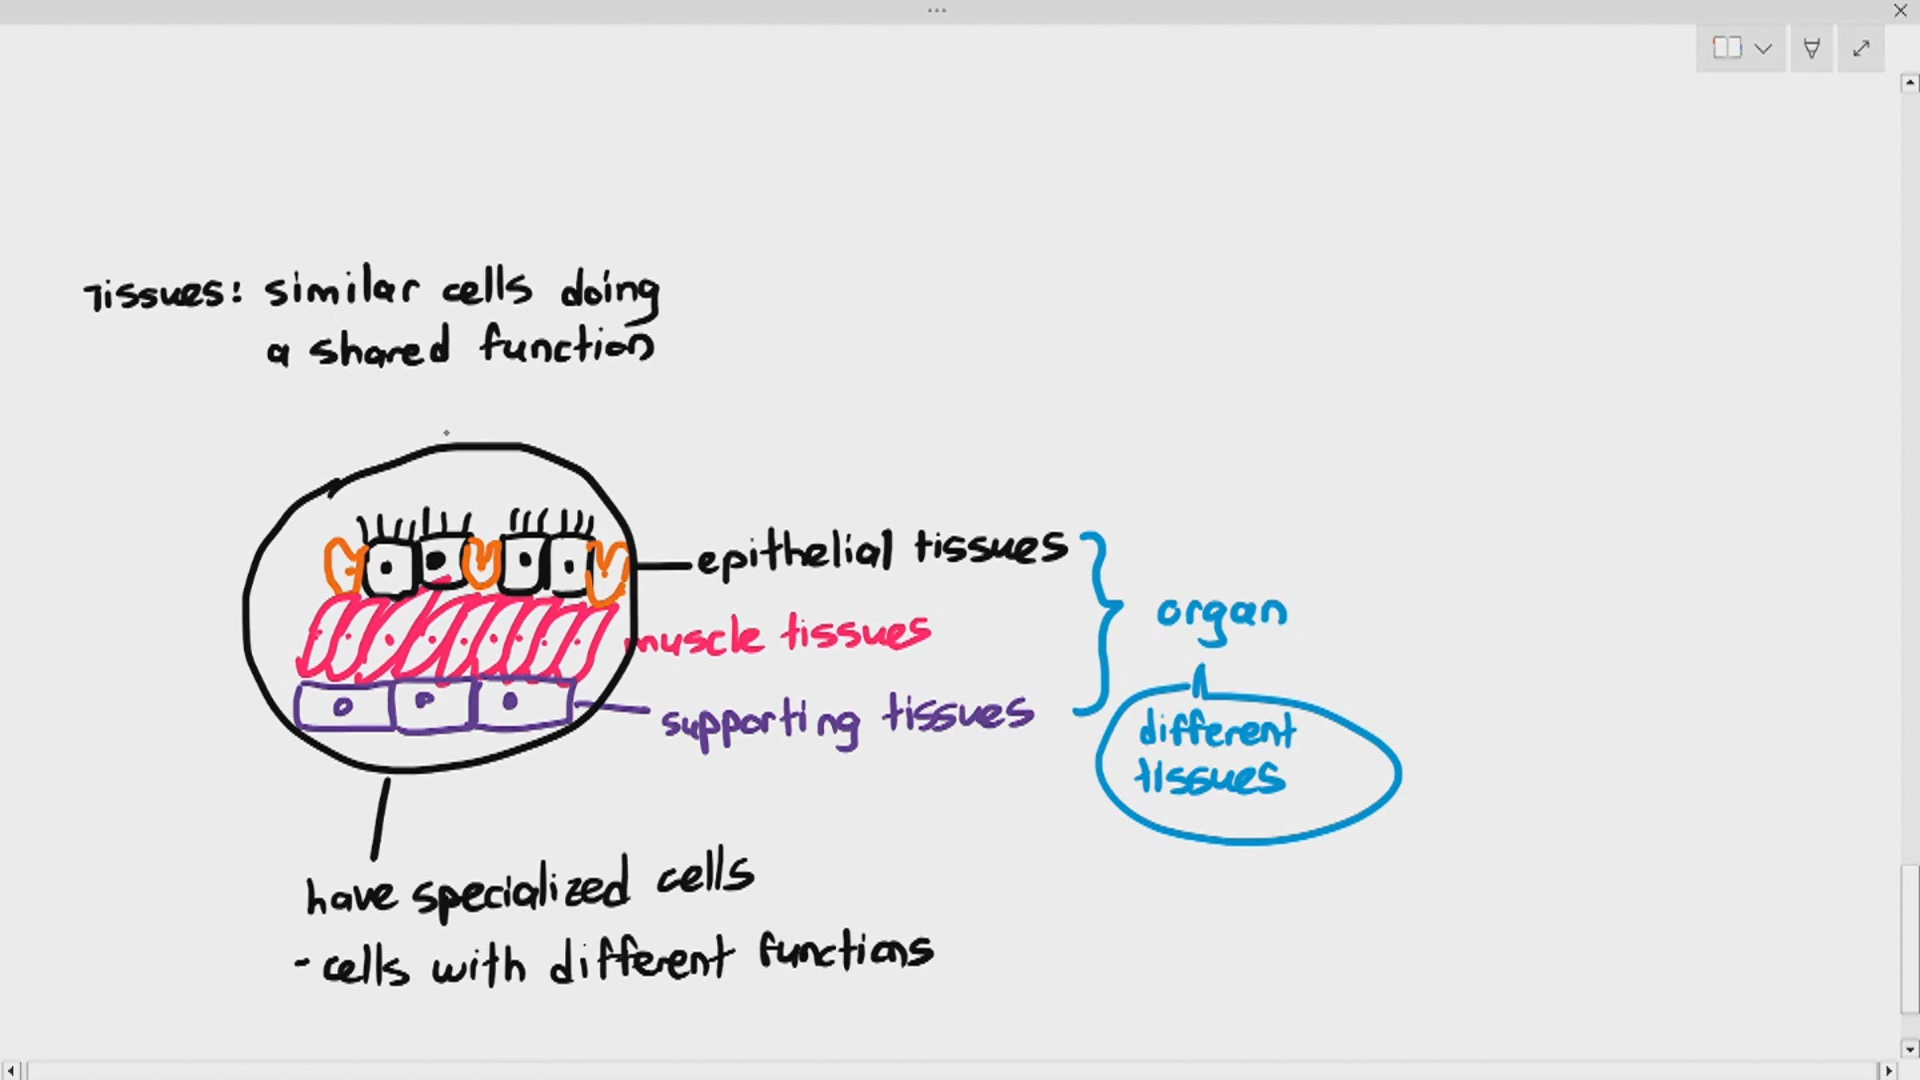 Tissues: similar cells doing
a shared function
epithelial tissues
muscle tissues
supporting tissues
organ
different
tissues
have specialized cells
- cells with different functions